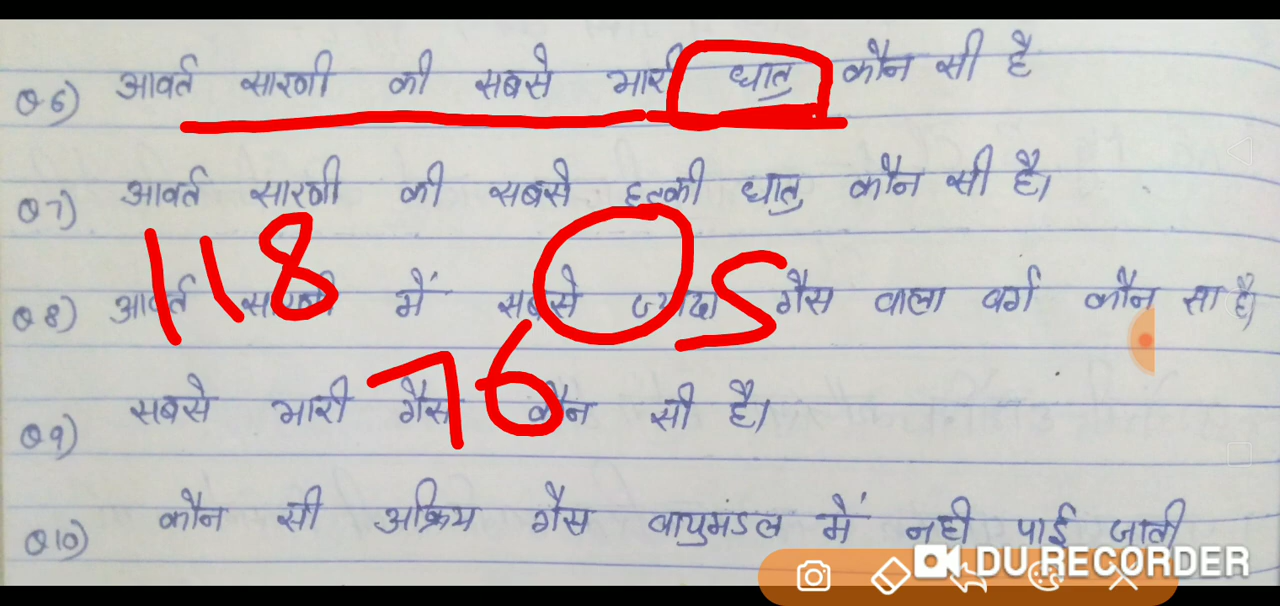 Q6) आवर्त सारणी की सबसे भारी धातु कौन सी है
Q7) आवर्त सारणी की सबसे हल्की धातु कौन सी है।
118 Os
Q8) आवर्त सारणी में सबसे ज्यादा गैस वाला वर्ग कौन सा है।
76
Q9) सबसे भारी गैस कौन सी है।
Q10) कौन सी अक्रिय गैस वायुमंडल में नही पाई जाती
DU RECORDER